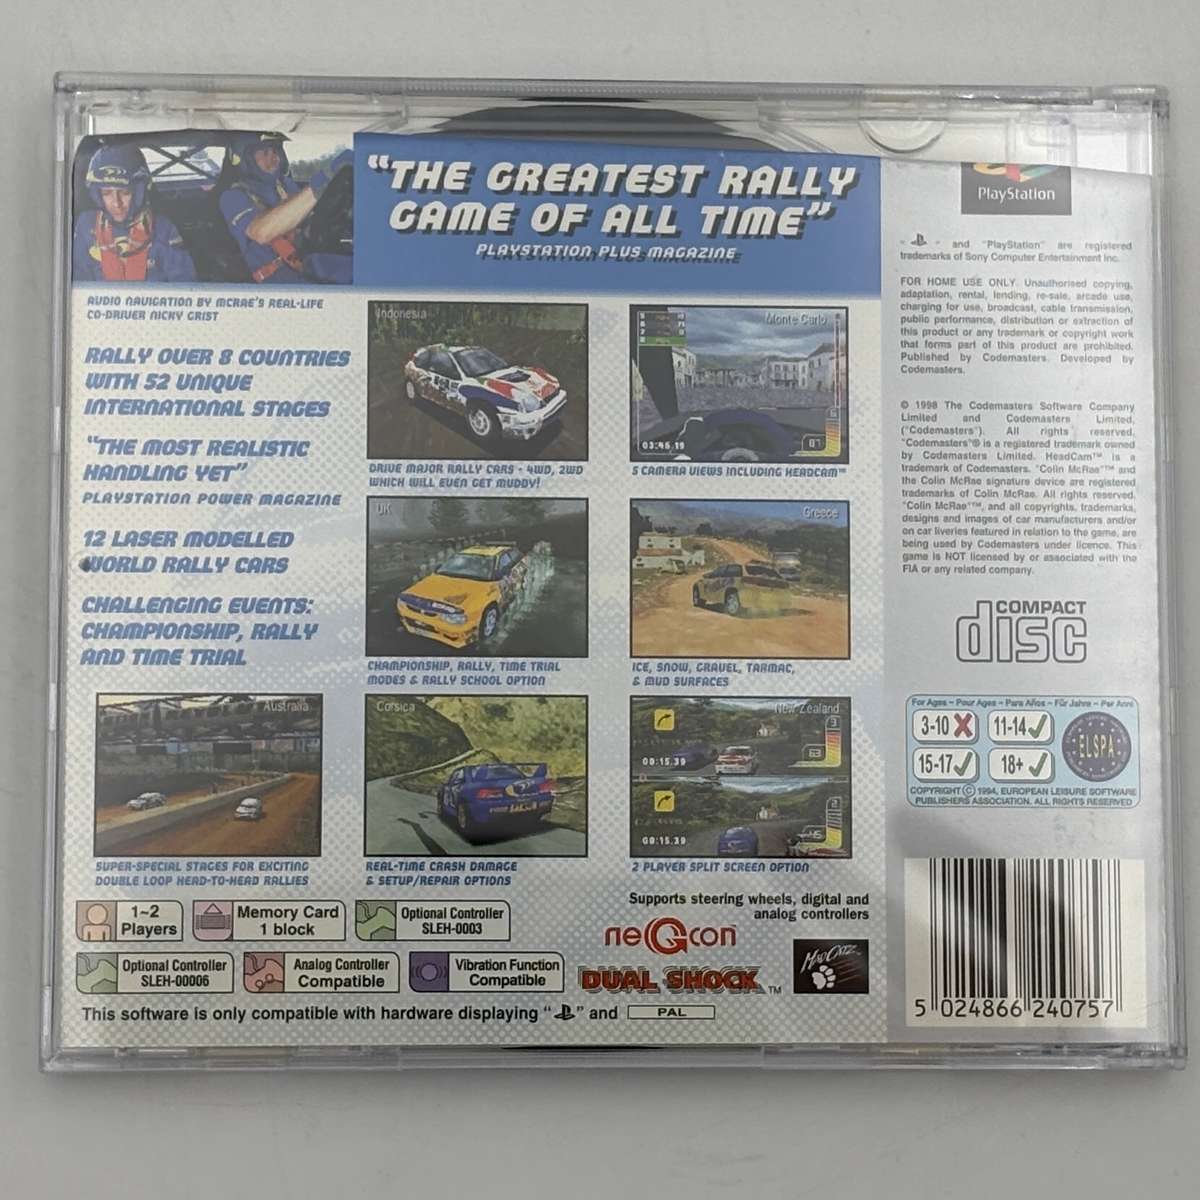 "THE GREATEST RALLY
GAME OF ALL TIME"
PLAYSTATION PLUS MAGAZINE
AUDIO NAVIGATION BY MCRAE'S REAL-LIFE
CO-DRIVER NICKY GRIST
RALLY OVER 8 COUNTRIES
WITH 52 UNIQUE
INTERNATIONAL STAGES
"THE MOST REALISTIC
HANDLING YET"
PLAYSTATION POWER MAGAZINE
12 LASER MODELLED
WORLD RALLY CARS
CHALLENGING EVENTS:
CHAMPIONSHIP, RALLY
AND TIME TRIAL
Indonesia
DRIVE MAJOR RALLY CARS - 4WD, 2WD
WHICH WILL EVEN GET MUDDY!
Monte Carlo
03:46.19
87
5 CAMERA VIEWS INCLUDING HEADCAM™
UK
CHAMPIONSHIP, RALLY, TIME TRIAL
MODES & RALLY SCHOOL OPTION
Greece
ICE, SNOW, GRAVEL, TARMAC,
& MUD SURFACES
Australia
SUPER-SPECIAL STAGES FOR EXCITING
DOUBLE LOOP HEAD-TO-HEAD RALLIES
Corsica
REAL-TIME CRASH DAMAGE
& SETUP/REPAIR OPTIONS
New Zealand
3
63
00:15.39
2
45
00:15.39
2 PLAYER SPLIT SCREEN OPTION
1~2
Players
Memory Card
1 block
Optional Controller
SLEH-0003
Optional Controller
SLEH-00006
Analog Controller
Compatible
Vibration Function
Compatible
Supports steering wheels, digital and
analog controllers
neGcon
DUAL SHOCK™
MAD CATZ
This software is only compatible with hardware displaying " " and PAL
PlayStation
" " and "PlayStation" are registered
trademarks of Sony Computer Entertainment Inc.
FOR HOME USE ONLY. Unauthorised copying,
adaptation, rental, lending, re-sale, arcade use,
charging for use, broadcast, cable transmission,
public performance, distribution or extraction of
this product or any trademark or copyright work
that forms part of this product are prohibited.
Published by Codemasters. Developed by
Codemasters.
© 1998 The Codemasters Software Company
Limited and Codemasters Limited.
("Codemasters"). All rights reserved.
"Codemasters"® is a registered trademark owned
by Codemasters Limited. HeadCam™ is a
trademark of Codemasters. "Colin McRae"™ and
the Colin McRae signature device are registered
trademarks of Colin McRae. All rights reserved.
"Colin McRae"™, and all copyrights, trademarks,
designs and images of car manufacturers and/or
on car liveries featured in relation to the game, are
being used by Codemasters under licence. This
game is NOT licensed by or associated with the
FIA or any related company.
COMPACT
disc
For Ages - Pour Ages - Para Años - Für Jahre - Per Anni
3-10
11-14
15-17
18+
ELSPA
COPYRIGHT © 1994, EUROPEAN LEISURE SOFTWARE
PUBLISHERS ASSOCIATION. ALL RIGHTS RESERVED
5 024866 240757